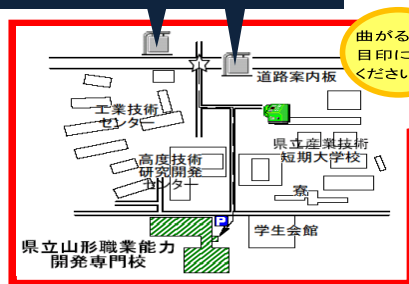 曲がる
目印に
ください
道路案内板
工業技術
センター
県立産業技術
短期大学校
高度技術
研究開発
センター
寮
P
学生会館
県立山形職業能力
開発専門校